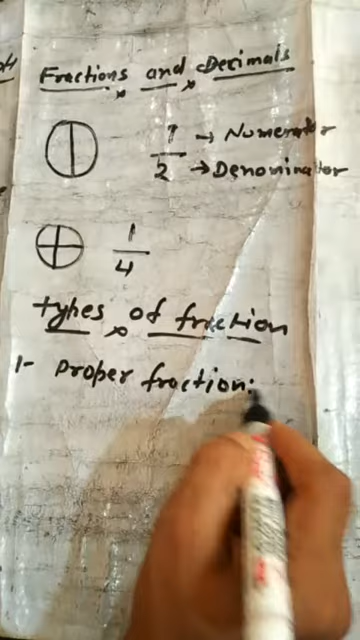 Fractions and Decimals
1 → Numerator
2 → Denominator
1
4
types of fraction
1- Proper fraction: